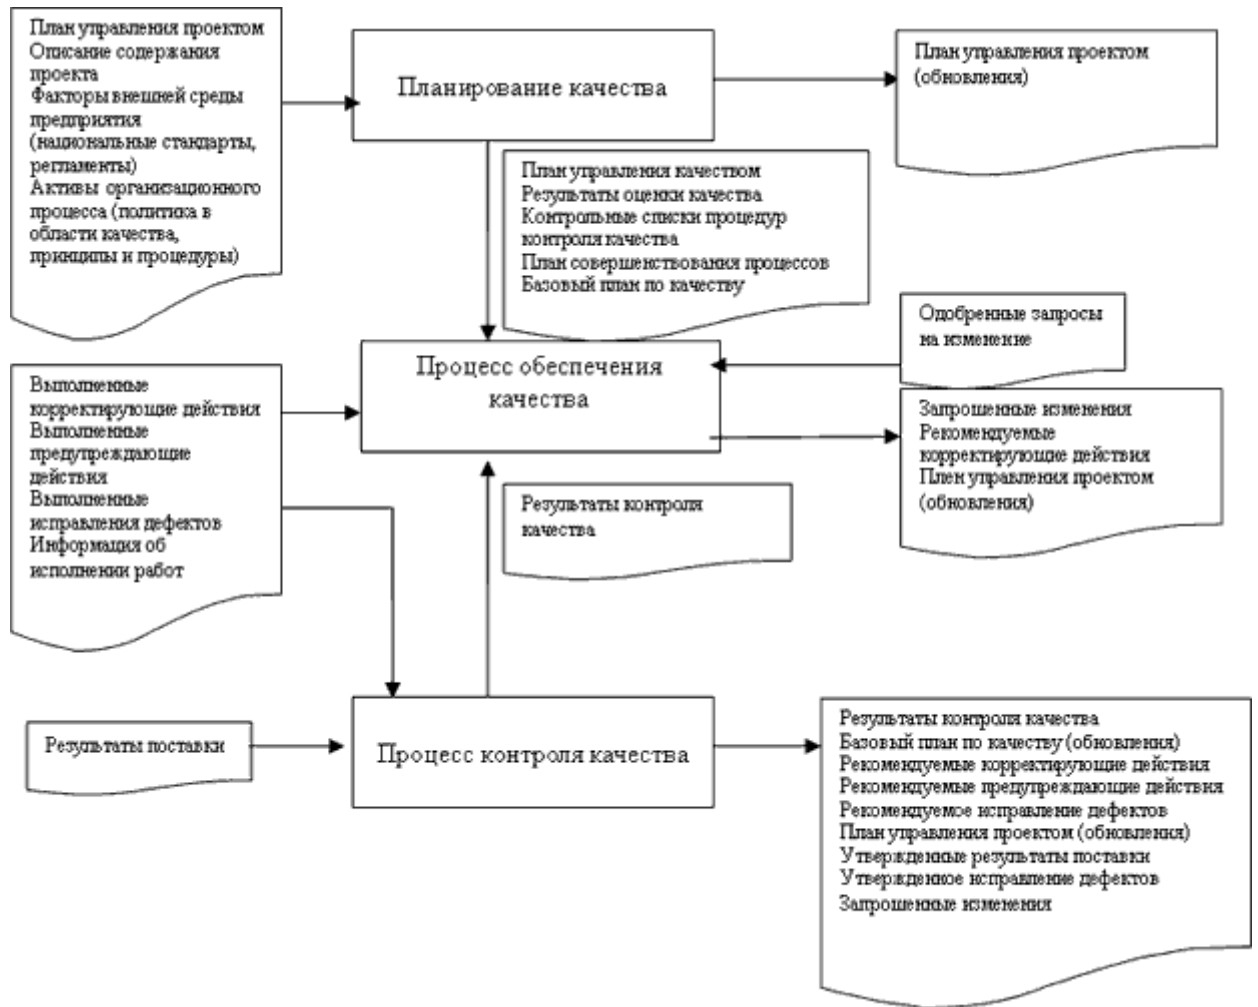 План управления проектом
Описание содержания
проекта
Факторы внешней среды
предприятия
(национальные стандарты,
регламенты)
Активы организационного
процесса (политика в
области качества,
принципы и процедуры)
Планирование качества
План управления проектом
(обновления)
План управления качеством
Результаты оценки качества
Контрольные списки процедур
контроля качества
План совершенствования процессов
Базовый план по качеству
Одобренные запросы
на изменение
Процесс обеспечения
качества
Выполненные
корректирующие действия
Выполненные
предупреждающие
действия
Выполненные
исправления дефектов
Информация об
исполнении работ
Запрошенные изменения
Рекомендуемые
корректирующие действия
Плен управления проектом
(обновления)
Результаты контроля
качества
Результаты поставки
Процесс контроля качества
Результаты контроля качества
Базовый план по качеству (обновления)
Рекомендуемые корректирующие действия
Рекомендуемые предупреждающие действия
Рекомендуемое исправление дефектов
План управления проектом (обновления)
Утвержденные результаты поставки
Утвержденное исправление дефектов
Запрошенные изменения